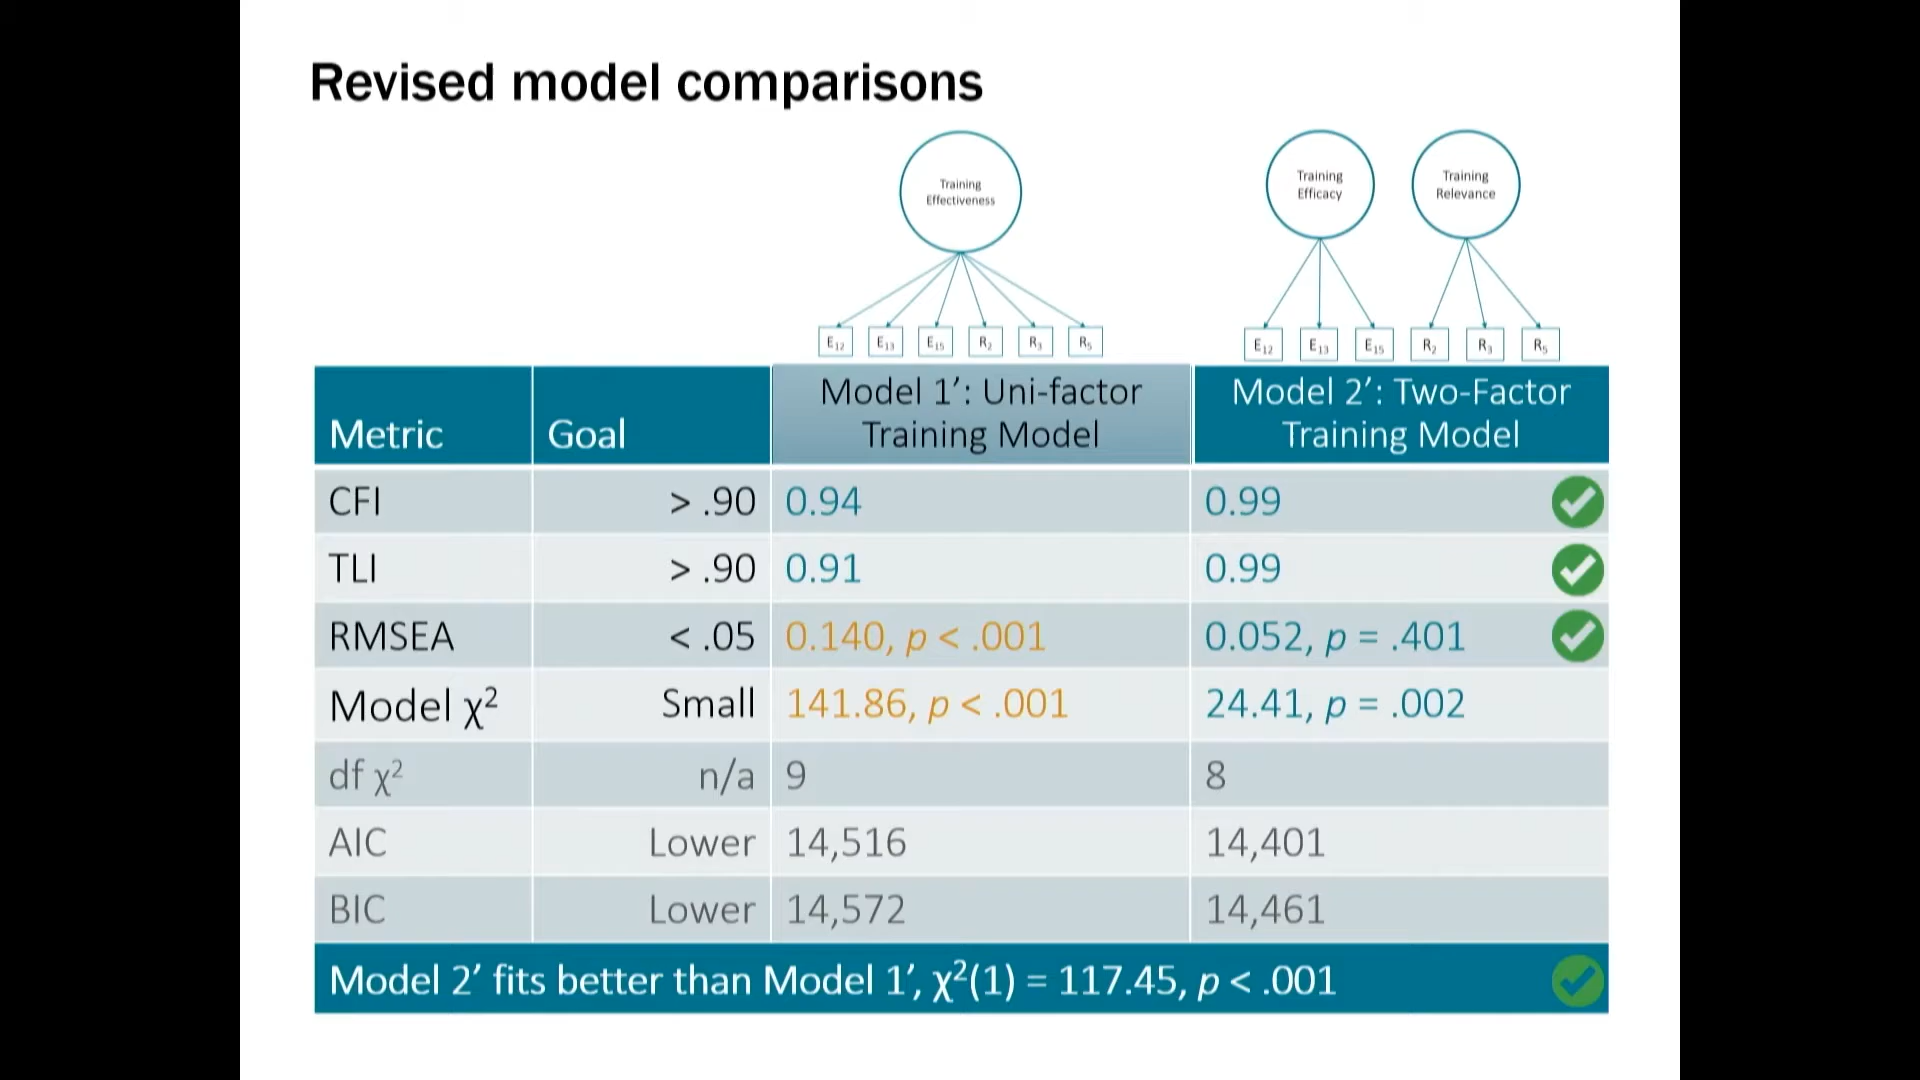 Revised model comparisons
Training
Effectiveness
Training
Efficacy
Training
Relevance
E12 E13 E15 R2 R3 R5
E12 E13 E15 R2 R3 R5
Metric Goal Model 1′: Uni-factor
Training Model Model 2′: Two-Factor
Training Model
CFI > .90 0.94 0.99
TLI > .90 0.91 0.99
RMSEA < .05 0.140, p < .001 0.052, p = .401
Model χ² Small 141.86, p < .001 24.41, p = .002
df χ² n/a 9 8
AIC Lower 14,516 14,401
BIC Lower 14,572 14,461
Model 2′ fits better than Model 1′, χ²(1) = 117.45, p < .001